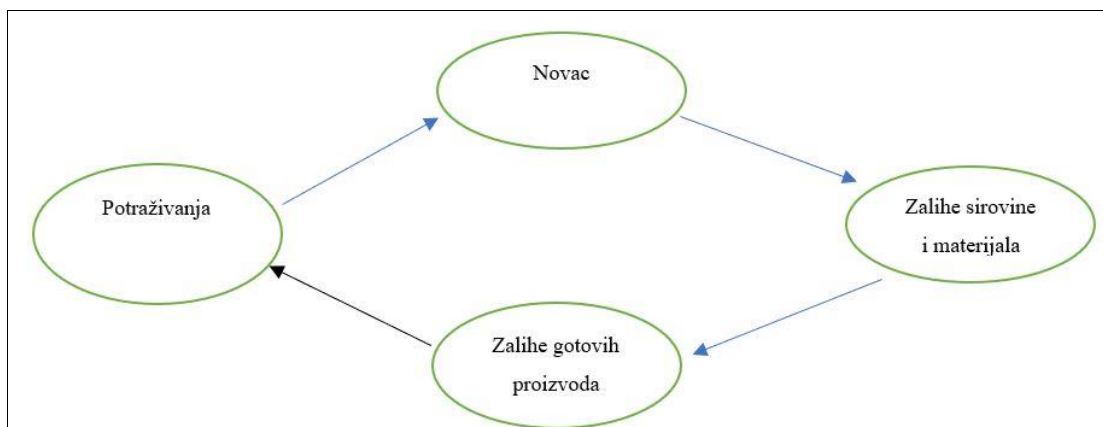 Novac
Potraživanja
Zalihe sirovine
i materijala
Zalihe gotovih
proizvoda